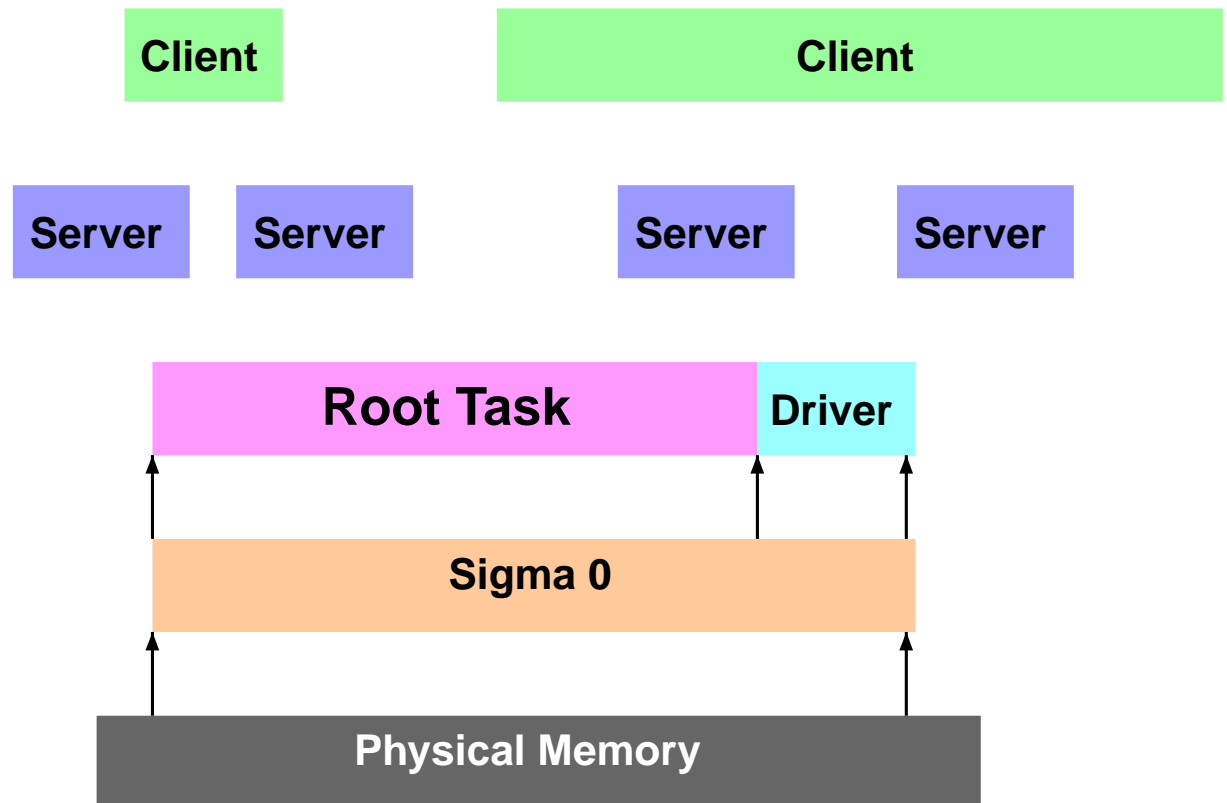 Client Client
Server Server Server Server
Root Task Driver
Sigma 0
Physical Memory